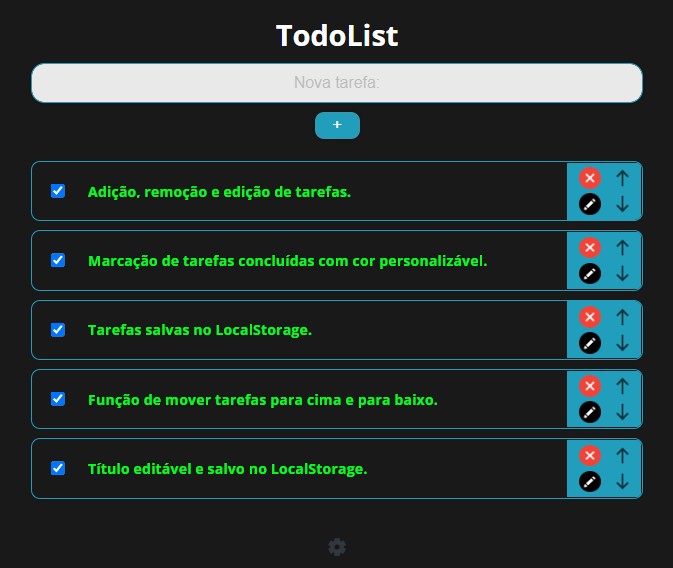 TodoList
Nova tarefa:
+
Adição, remoção e edição de tarefas.
Marcação de tarefas concluídas com cor personalizável.
Tarefas salvas no LocalStorage.
Função de mover tarefas para cima e para baixo.
Título editável e salvo no LocalStorage.